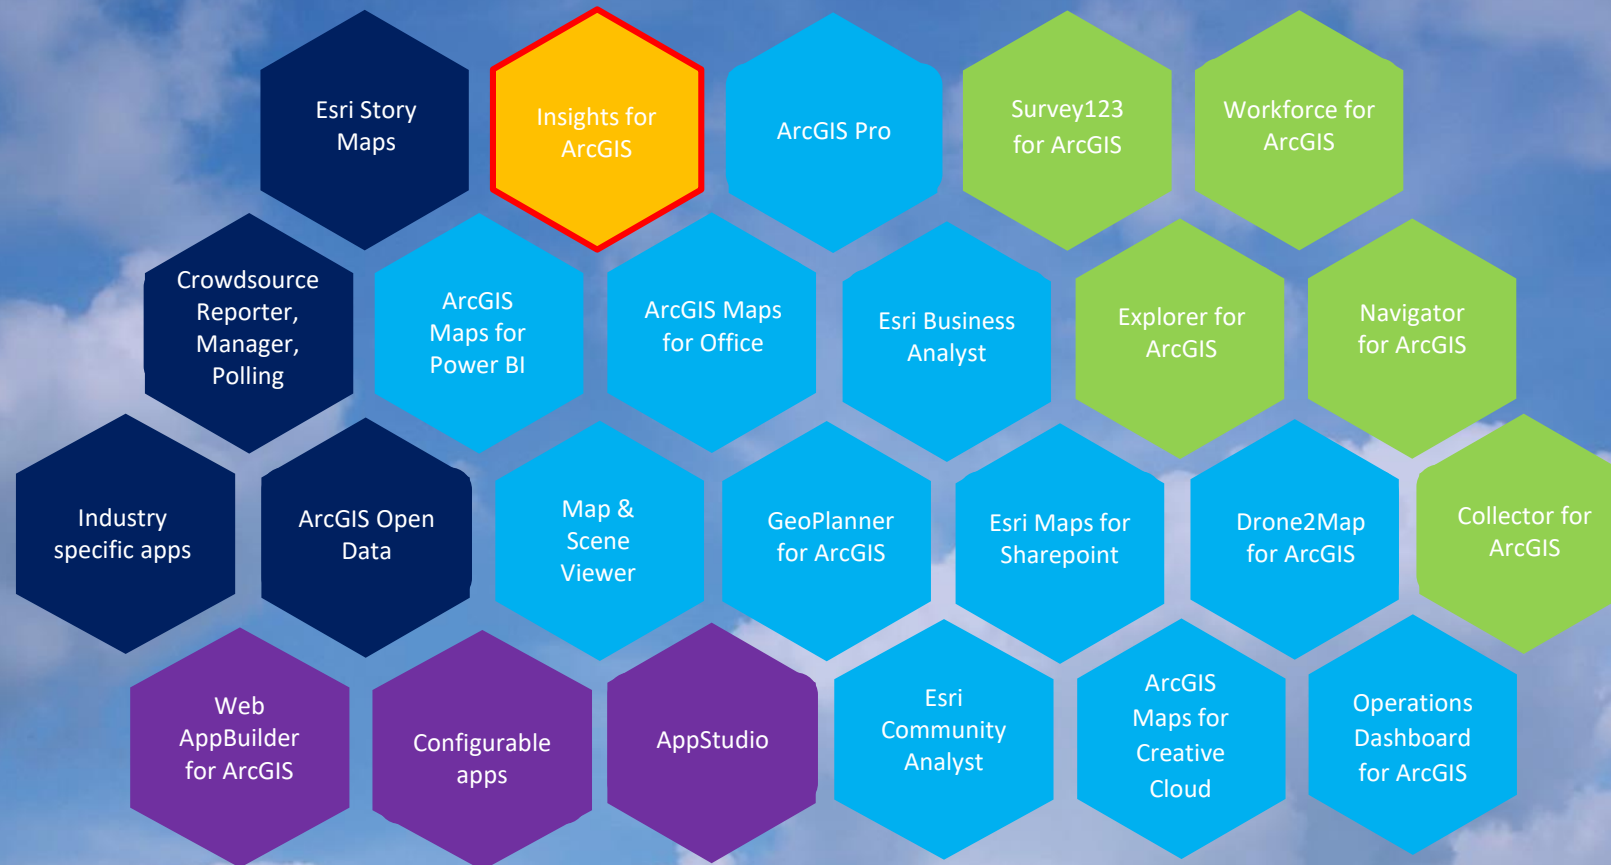 Esri Story
Maps
Insights for
ArcGIS
ArcGIS Pro
Survey123
for ArcGIS
Workforce for
ArcGIS
Crowdsource
Reporter,
Manager,
Polling
ArcGIS
Maps for
Power BI
ArcGIS Maps
for Office
Esri Business
Analyst
Explorer for
ArcGIS
Navigator
for ArcGIS
Industry
specific apps
ArcGIS Open
Data
Map &
Scene
Viewer
GeoPlanner
for ArcGIS
Esri Maps for
Sharepoint
Drone2Map
for ArcGIS
Collector for
ArcGIS
Web
AppBuilder
for ArcGIS
Configurable
apps
AppStudio
Esri
Community
Analyst
ArcGIS
Maps for
Creative
Cloud
Operations
Dashboard
for ArcGIS